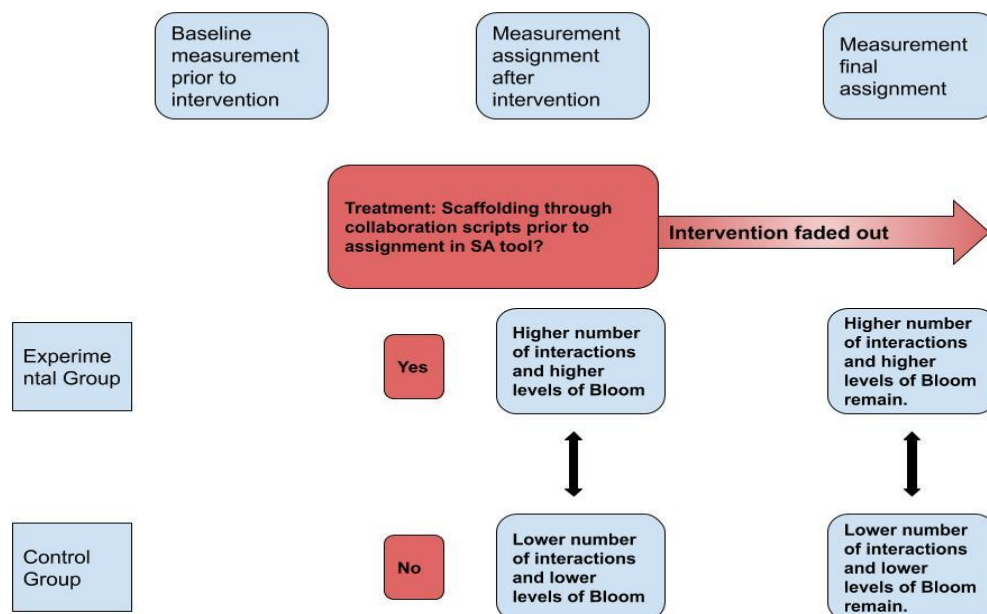 Baseline
measurement
prior to
intervention
Measurement
assignment
after
intervention
Measurement
final
assignment
Treatment: Scaffolding through
collaboration scripts prior to
assignment in SA tool?
Intervention faded out
Experime
ntal Group
Yes
Higher number
of interactions
and higher
levels of Bloom
Higher number
of interactions
and higher
levels of Bloom
remain.
Control
Group
No
Lower number
of interactions
and lower
levels of Bloom
Lower number
of interactions
and lower
levels of Bloom
remain.